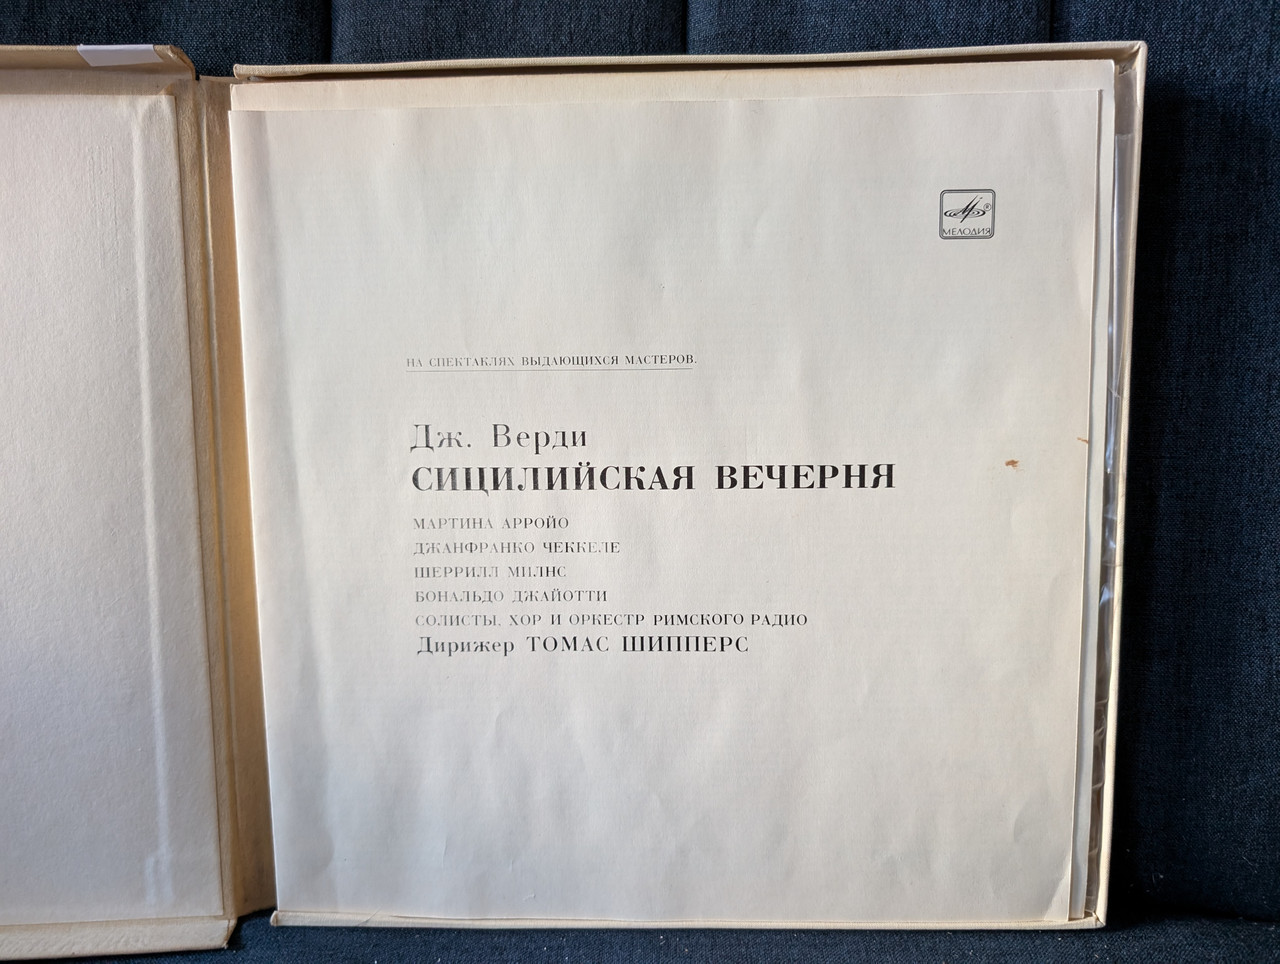 МЕЛОДИЯ
НА СПЕКТАКЛЯХ ВЫДАЮЩИХСЯ МАСТЕРОВ.
Дж. Верди
СИЦИЛИЙСКАЯ ВЕЧЕРНЯ
МАРТИНА АРРОЙО
ДЖАНФРАНКО ЧЕККЕЛЕ
ШЕРРИЛЛ МИЛНС
БОНАЛЬДО ДЖАЙОТТИ
СОЛИСТЫ, ХОР И ОРКЕСТР РИМСКОГО РАДИО
Дирижер ТОМАС ШИППЕРС